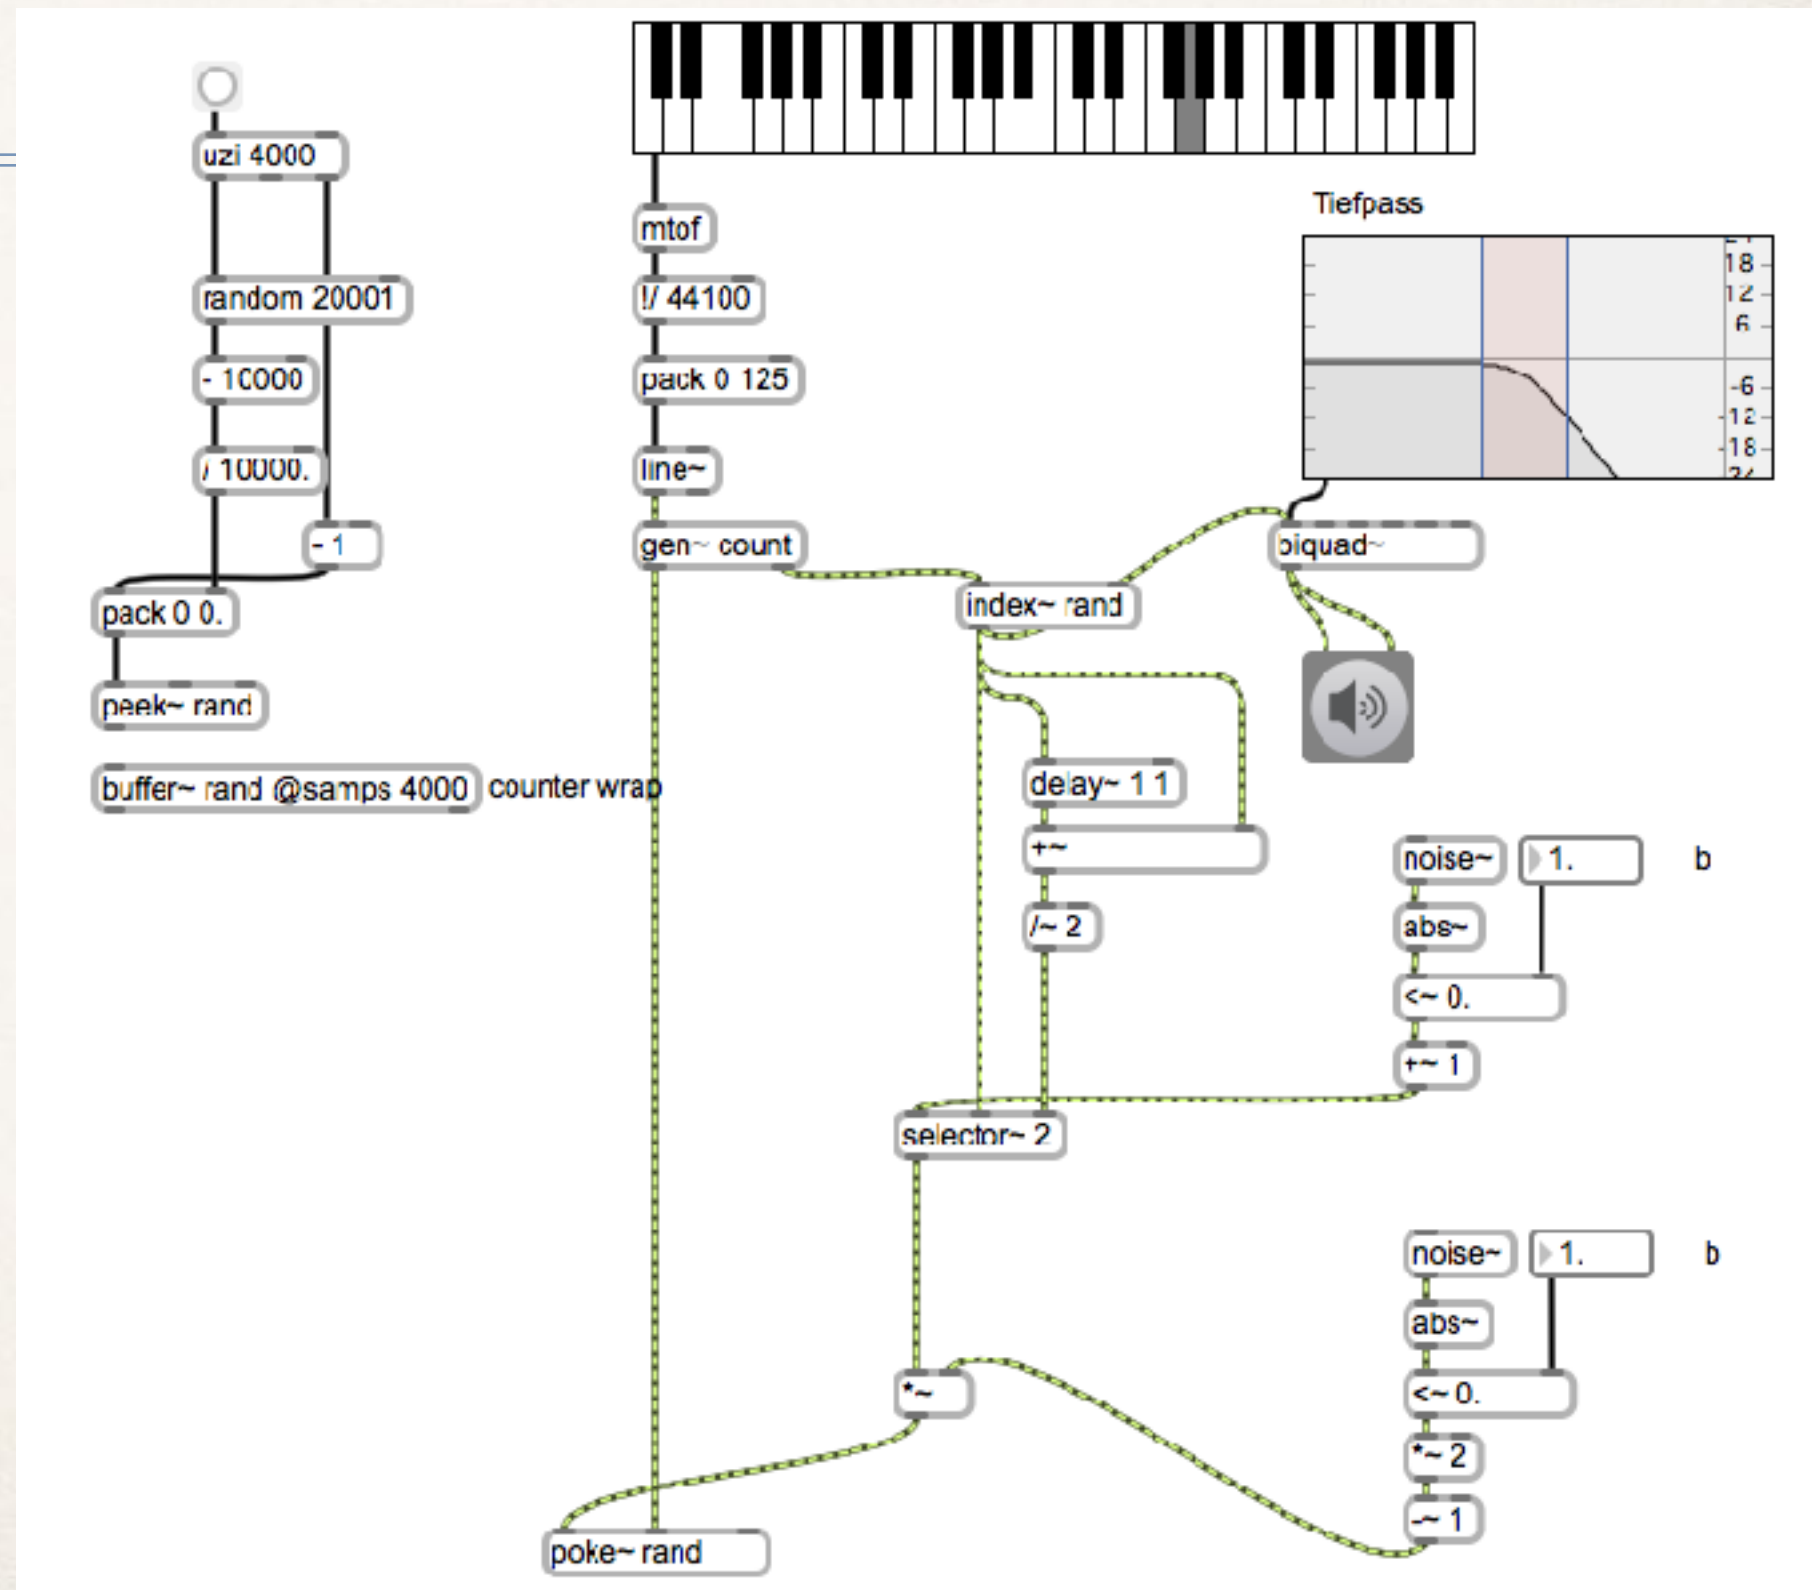 uzi 4000
random 20001
- 10000
/ 10000.
- 1
pack 0 0.
peek~ rand
buffer~ rand @samps 4000
counter wrap
mtof
!/ 44100
pack 0 125
line~
gen~ count
index~ rand
Tiefpass
18
12
6
-6
-12
-18
biquad~
delay~ 1 1
+~
/~ 2
noise~
1.
b
abs~
<~ 0.
+~ 1
selector~ 2
noise~
1.
b
abs~
<~ 0.
*~ 2
-~ 1
*~
poke~ rand